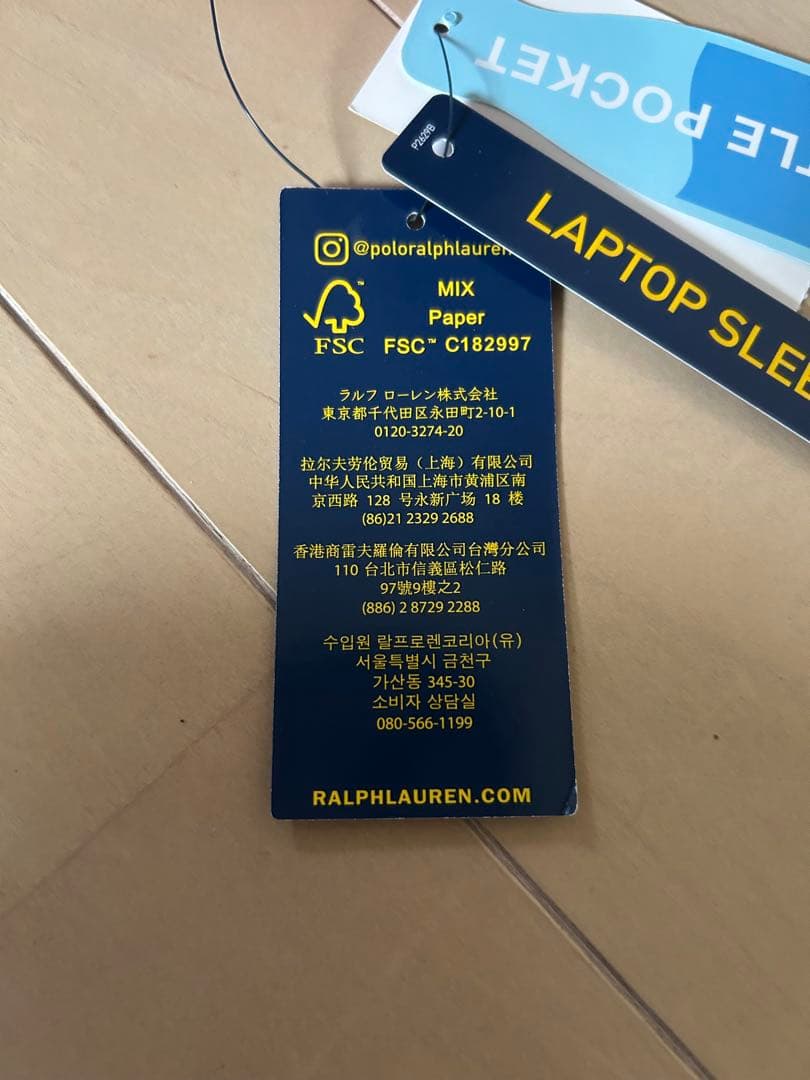 TLE POCKET
P2629B
LAPTOP SLEE
@poloralphlauren
FSC
MIX
Paper
FSC™ C182997
ラルフ ローレン株式会社
東京都千代田区永田町2-10-1
0120-3274-20
拉尔夫劳伦贸易（上海）有限公司
中华人民共和国上海市黄浦区南
京西路 128 号永新广场 18 楼
(86)21 2329 2688
香港商雷夫羅倫有限公司台灣分公司
110 台北市信義區松仁路
97號9樓之2
(886) 2 8729 2288
수입원 랄프로렌코리아(유)
서울특별시 금천구
가산동 345-30
소비자 상담실
080-566-1199
RALPHLAUREN.COM